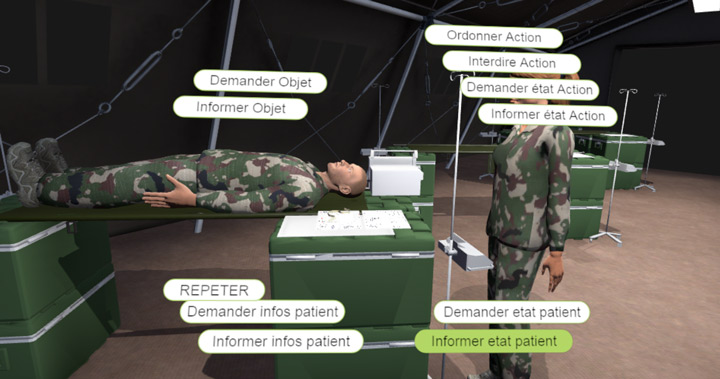 Ordonner Action
Interdire Action
Demander état Action
Informer état Action
Demander Objet
Informer Objet
REPETER
Demander infos patient
Informer infos patient
Demander etat patient
Informer etat patient